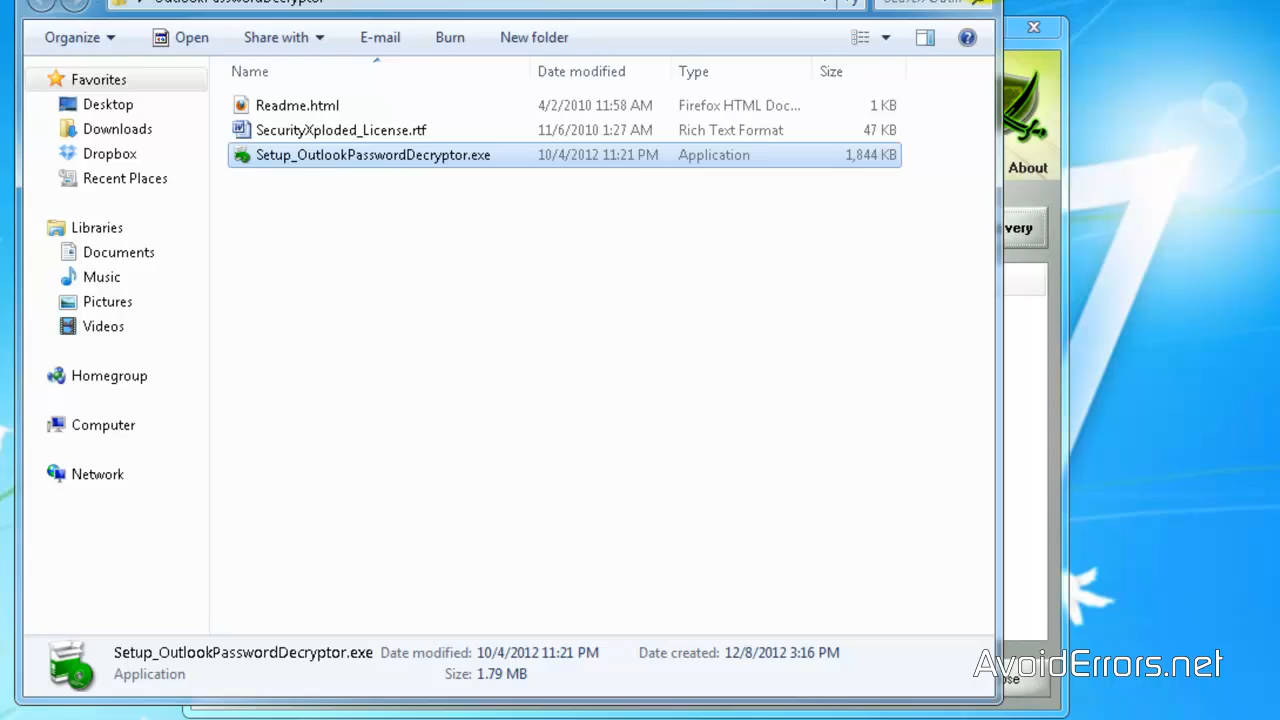 OutlookPasswordDecryptor
Organize Open Share with E-mail Burn New folder
Name Date modified Type Size
Favorites
Desktop
Downloads
Dropbox
Recent Places
Libraries
Documents
Music
Pictures
Videos
Homegroup
Computer
Network
Readme.html 4/2/2010 11:58 AM Firefox HTML Doc... 1 KB
SecurityXploded_License.rtf 11/6/2010 1:27 AM Rich Text Format 47 KB
Setup_OutlookPasswordDecryptor.exe 10/4/2012 11:21 PM Application 1,844 KB
About
very
Setup_OutlookPasswordDecryptor.exe Date modified: 10/4/2012 11:21 PM Date created: 12/8/2012 3:16 PM
Application Size: 1.79 MB
AvoidErrors.net